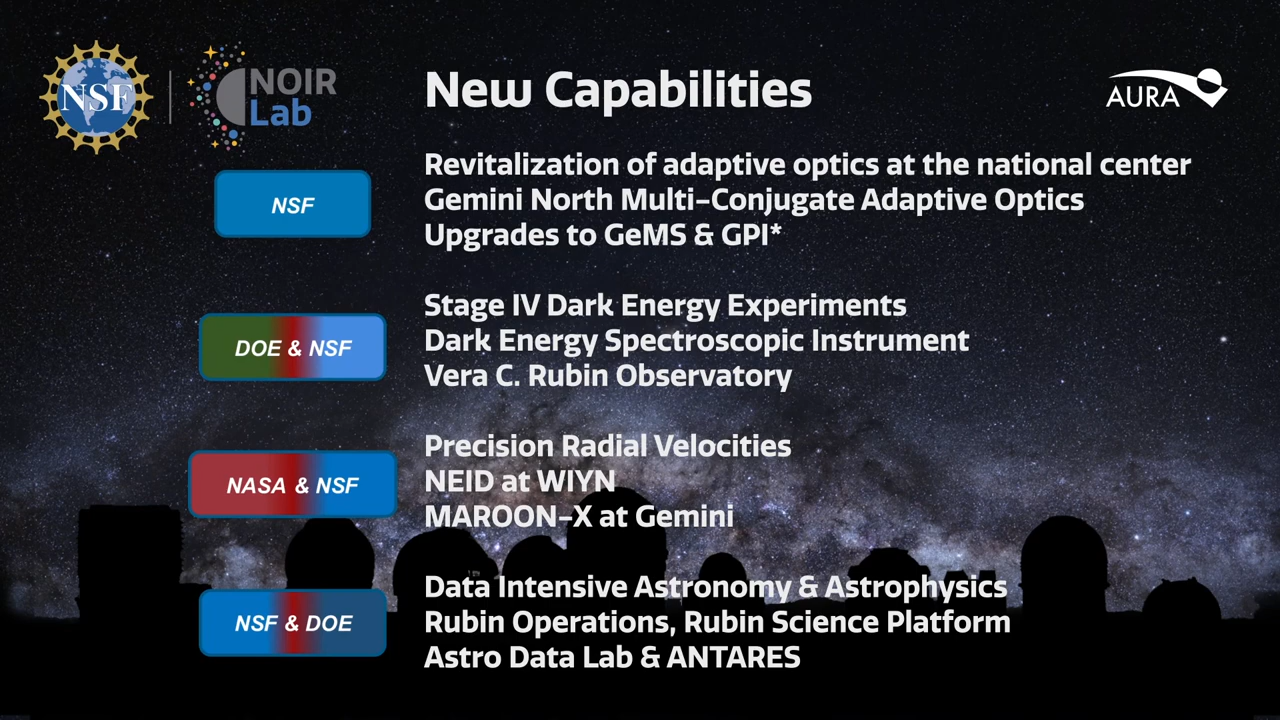 NSF
NOIR
Lab
New Capabilities
AURA
NSF
Revitalization of adaptive optics at the national center
Gemini North Multi-Conjugate Adaptive Optics
Upgrades to GeMS & GPI*
DOE & NSF
Stage IV Dark Energy Experiments
Dark Energy Spectroscopic Instrument
Vera C. Rubin Observatory
NASA & NSF
Precision Radial Velocities
NEID at WIYN
MAROON-X at Gemini
NSF & DOE
Data Intensive Astronomy & Astrophysics
Rubin Operations, Rubin Science Platform
Astro Data Lab & ANTARES